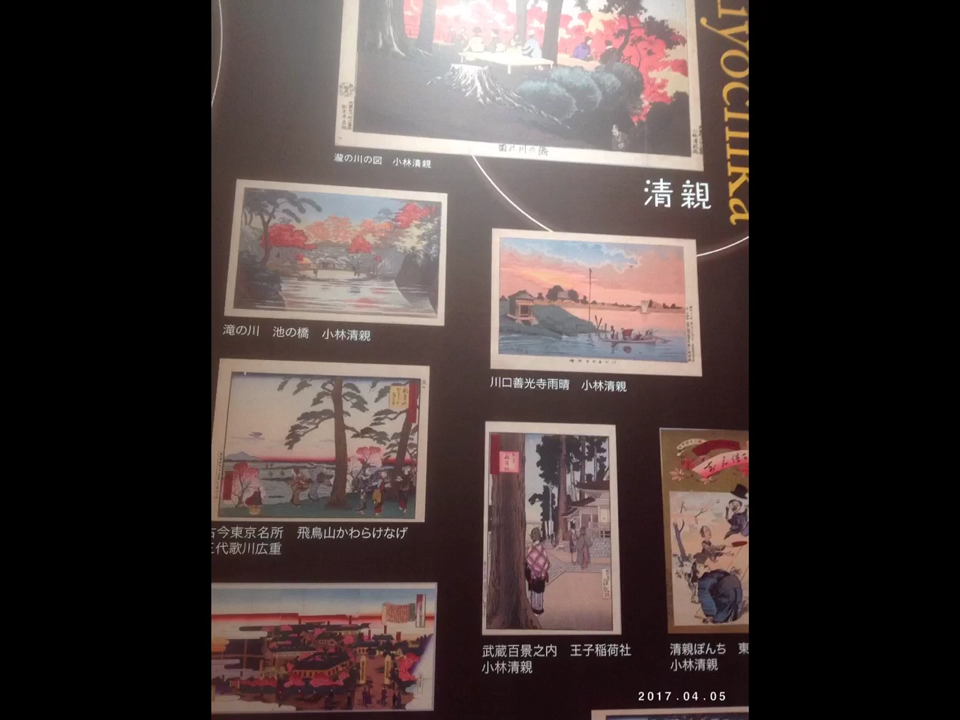 iyochika
瀧の川の図　小林清親
清親
滝の川　池の橋　小林清親
川口善光寺雨晴　小林清親
古今東京名所　飛鳥山かわらけなげ
三代歌川広重
武蔵百景之内　王子稲荷社
小林清親
清親ぽんち　東
小林清親
2017.04.05